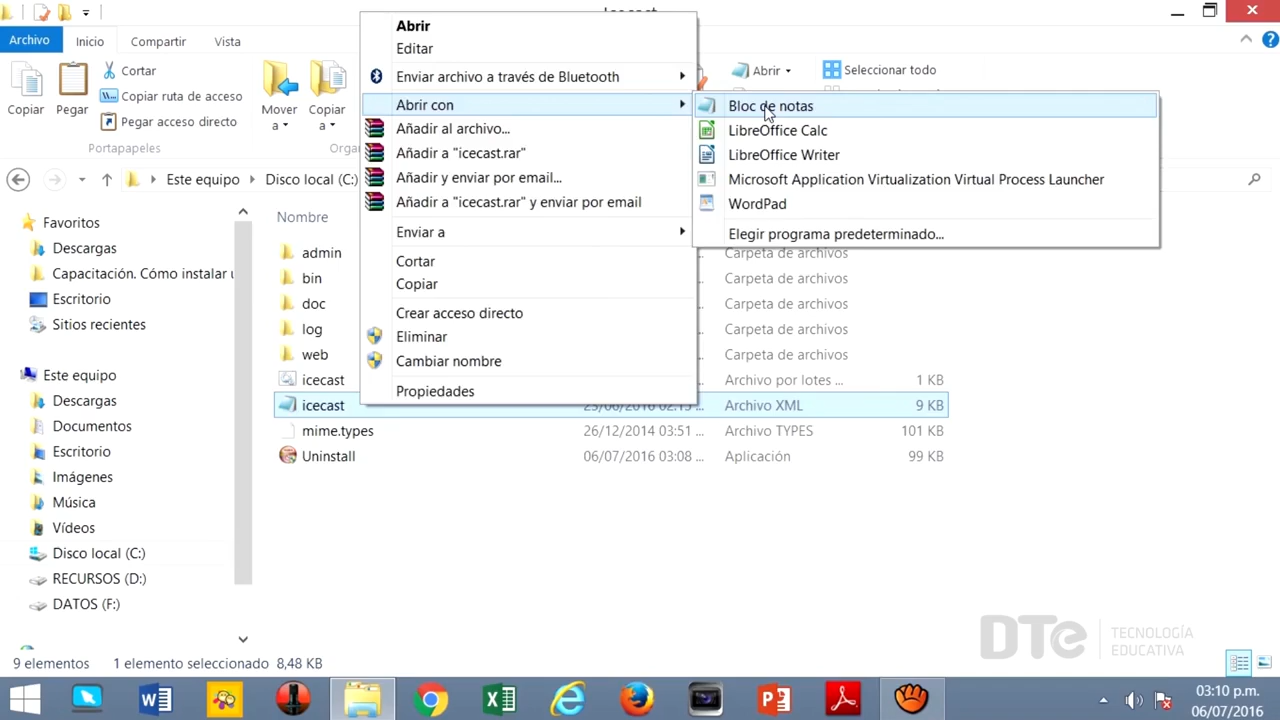 Icecast
Archivo
Inicio
Compartir
Vista
Copiar
Pegar
Cortar
Copiar ruta de acceso
Pegar acceso directo
Portapapeles
Mover a
Copiar a
Abrir
Seleccionar todo
Este equipo
Disco local (C:)
Favoritos
Descargas
Capacitación. Cómo instalar
Escritorio
Sitios recientes
Este equipo
Descargas
Documentos
Escritorio
Imágenes
Música
Vídeos
Disco local (C:)
RECURSOS (D:)
DATOS (F:)
Nombre
admin
Carpeta de archivos
bin
Carpeta de archivos
doc
Carpeta de archivos
log
Carpeta de archivos
web
Carpeta de archivos
icecast
Archivo por lotes ...
1 KB
icecast
25/06/2016 02:15 ...
Archivo XML
9 KB
mime.types
26/12/2014 03:51 ...
Archivo TYPES
101 KB
Uninstall
06/07/2016 03:08 ...
Aplicación
99 KB
Abrir
Editar
Enviar archivo a través de Bluetooth
Abrir con
Añadir al archivo...
Añadir a "icecast.rar"
Añadir y enviar por email...
Añadir a "icecast.rar" y enviar por email
Enviar a
Cortar
Copiar
Crear acceso directo
Eliminar
Cambiar nombre
Propiedades
Bloc de notas
LibreOffice Calc
LibreOffice Writer
Microsoft Application Virtualization Virtual Process Launcher
WordPad
Elegir programa predeterminado...
DTe
TECNOLOGÍA
EDUCATIVA
9 elementos
1 elemento seleccionado 8,48 KB
03:10 p.m.
06/07/2016